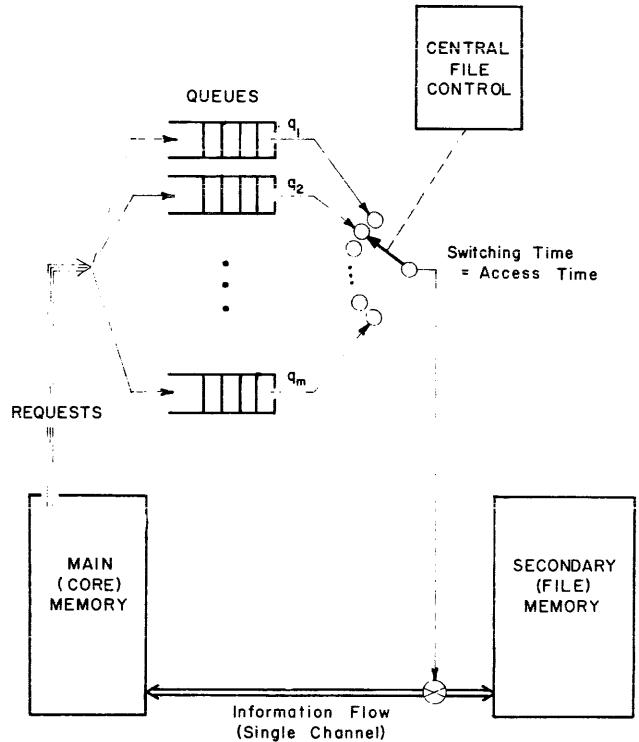 CENTRAL
FILE
CONTROL
QUEUES
q1
q2
Switching Time
= Access Time
qm
REQUESTS
MAIN
(CORE)
MEMORY
SECONDARY
(FILE)
MEMORY
Information Flow
(Single Channel)